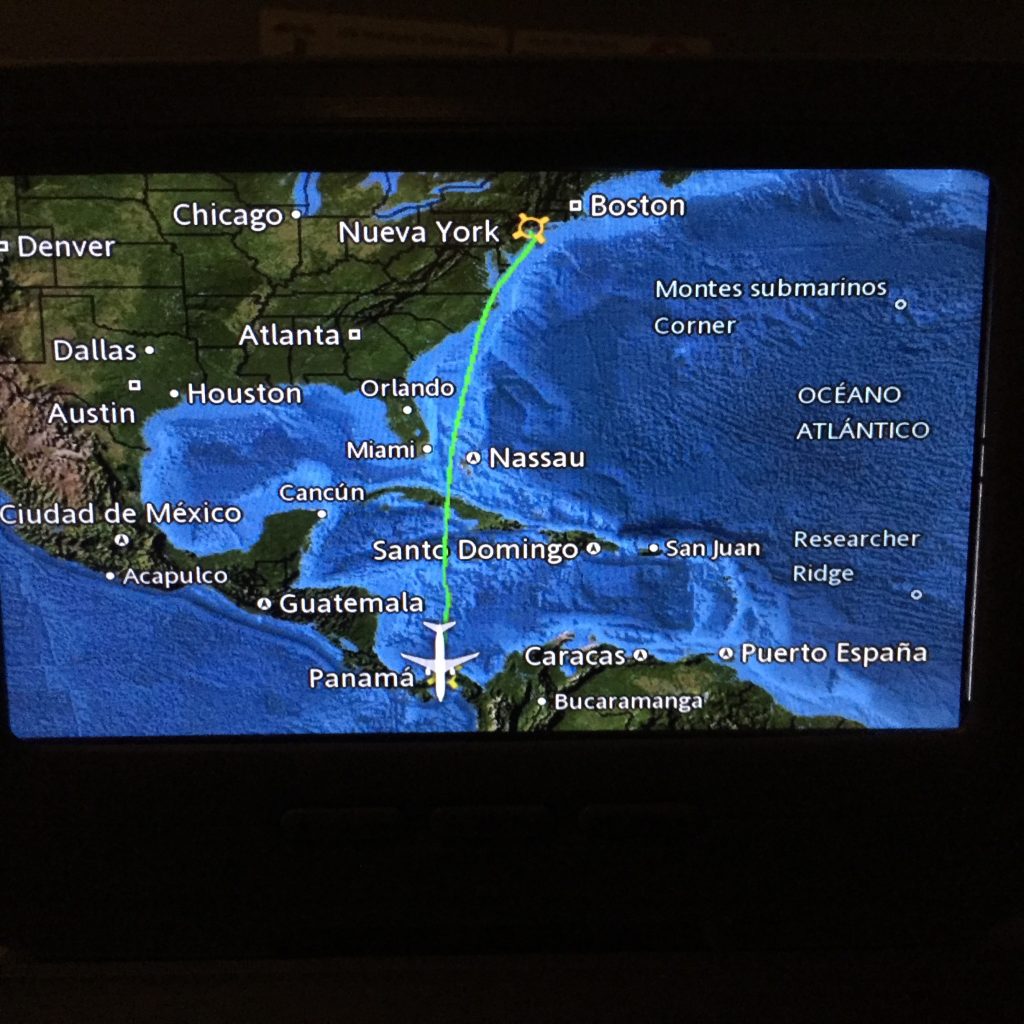 Boston
Chicago
Nueva York
Denver
Montes submarinos
Corner
Atlanta
Dallas
Orlando
Houston
Austin
OCÉANO
ATLÁNTICO
Miami
Nassau
Cancún
Ciudad de México
Santo Domingo
San Juan
Researcher
Ridge
Acapulco
Guatemala
Caracas
Puerto España
Panamá
Bucaramanga